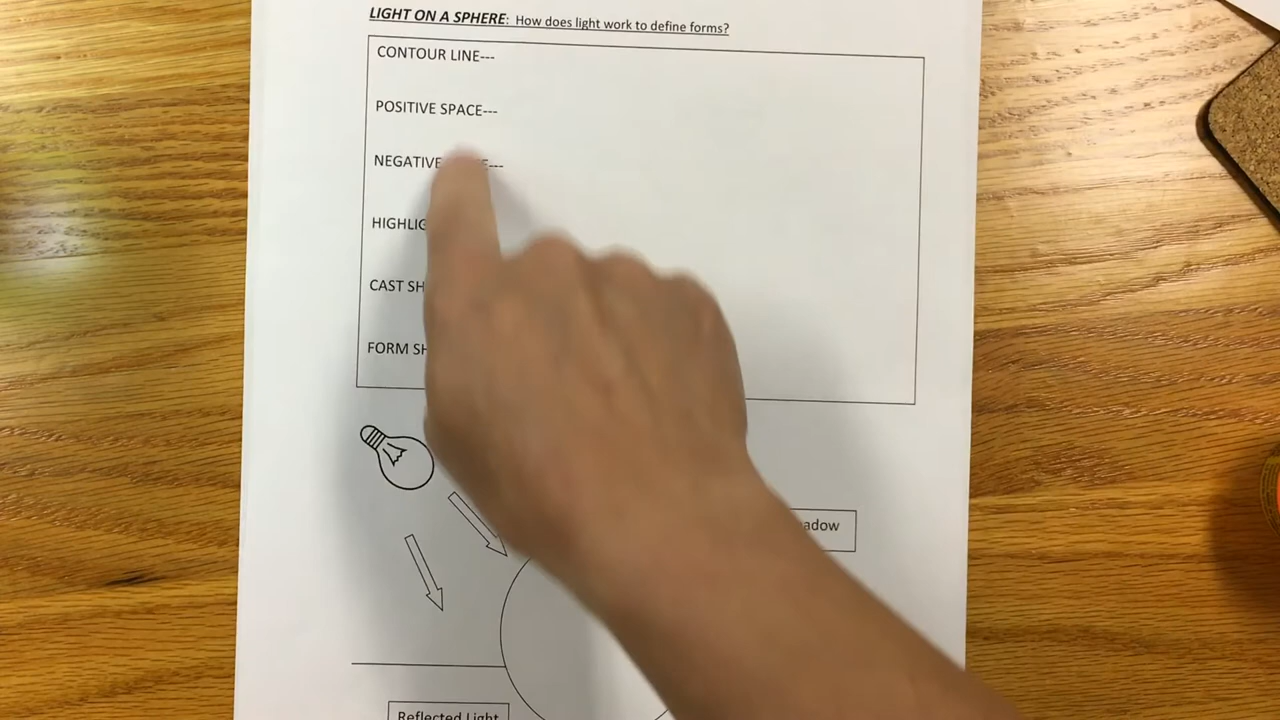 LIGHT ON A SPHERE: How does light work to define forms?
CONTOUR LINE---
POSITIVE SPACE---
NEGATIVE
HIGHLIG
CAST SH
FORM SH
adow
Reflected Light